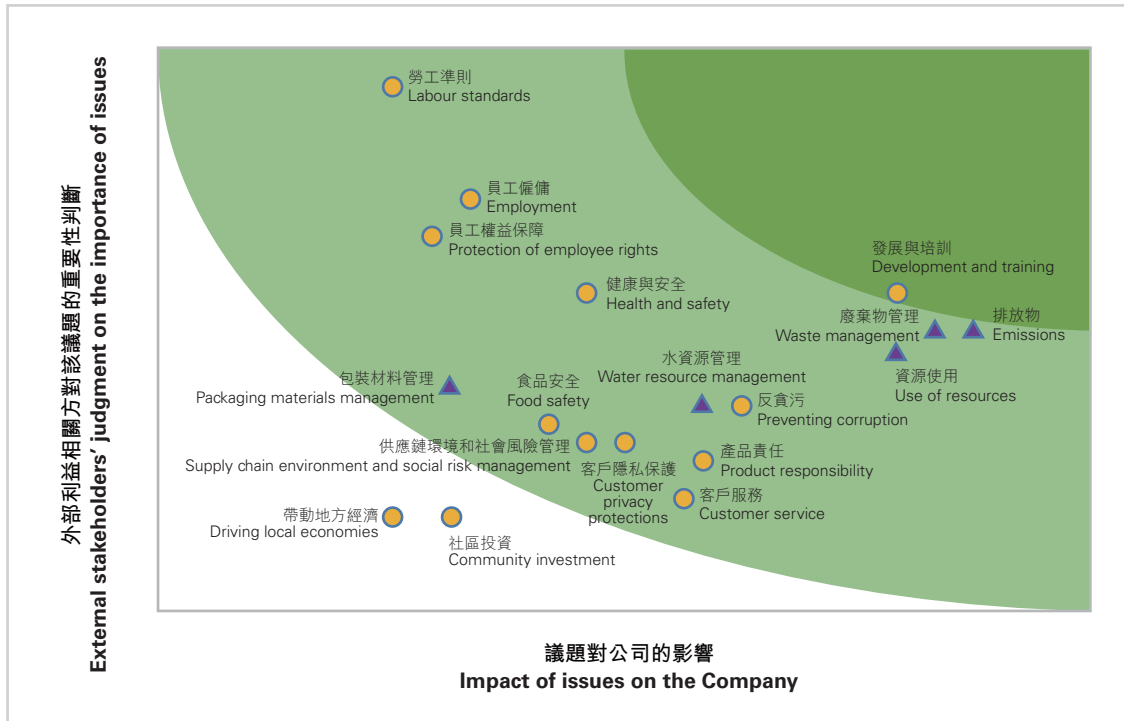 外部利益相關方對該議題的重要性判斷
External stakeholders' judgment on the importance of issues
勞工準則
Labour standards
員工僱傭
Employment
員工權益保障
Protection of employee rights
發展與培訓
Development and training
健康與安全
Health and safety
廢棄物管理
Waste management
排放物
Emissions
水資源管理
Water resource management
資源使用
Use of resources
包裝材料管理
Packaging materials management
食品安全
Food safety
反貪污
Preventing corruption
供應鏈環境和社會風險管理
Supply chain environment and social risk management
客戶隱私保護
Customer
privacy
protections
產品責任
Product responsibility
客戶服務
Customer service
帶動地方經濟
Driving local economies
社區投資
Community investment
議題對公司的影響
Impact of issues on the Company